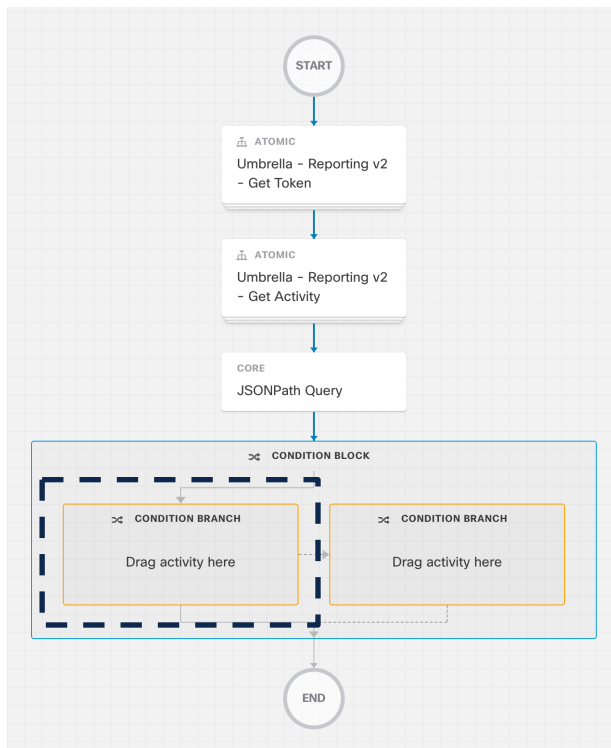 START
ATOMIC
Umbrella - Reporting v2
- Get Token
ATOMIC
Umbrella - Reporting v2
- Get Activity
CORE
JSONPath Query
CONDITION BLOCK
CONDITION BRANCH
Drag activity here
CONDITION BRANCH
Drag activity here
END